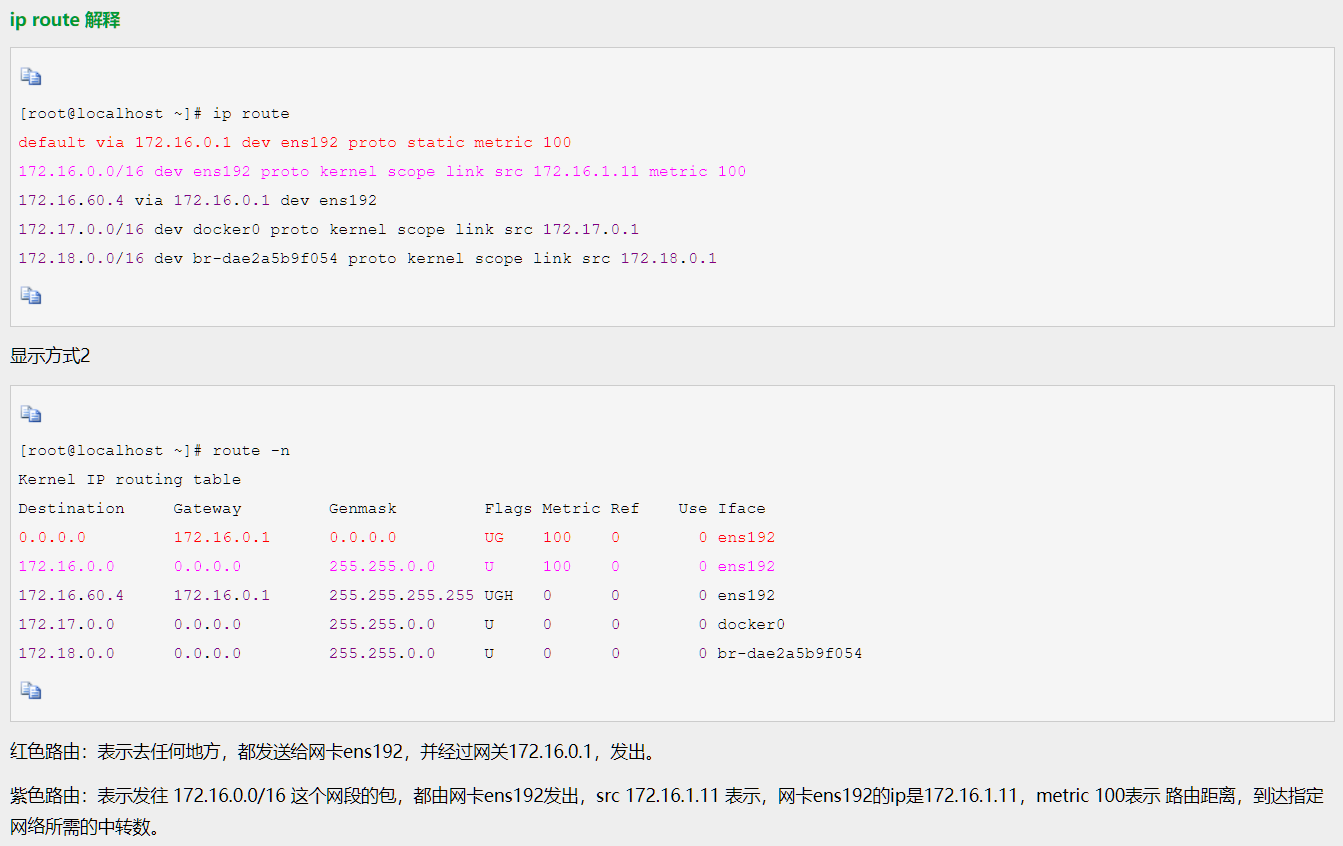 ip route 解释
[root@localhost ~]# ip route
default via 172.16.0.1 dev ens192 proto static metric 100
172.16.0.0/16 dev ens192 proto kernel scope link src 172.16.1.11 metric 100
172.16.60.4 via 172.16.0.1 dev ens192
172.17.0.0/16 dev docker0 proto kernel scope link src 172.17.0.1
172.18.0.0/16 dev br-dae2a5b9f054 proto kernel scope link src 172.18.0.1
显示方式2
[root@localhost ~]# route -n
Kernel IP routing table
Destination     Gateway         Genmask         Flags Metric Ref    Use Iface
0.0.0.0         172.16.0.1      0.0.0.0         UG    100    0        0 ens192
172.16.0.0      0.0.0.0         255.255.0.0     U     100    0        0 ens192
172.16.60.4     172.16.0.1      255.255.255.255 UGH   0      0        0 ens192
172.17.0.0      0.0.0.0         255.255.0.0     U     0      0        0 docker0
172.18.0.0      0.0.0.0         255.255.0.0     U     0      0        0 br-dae2a5b9f054
红色路由：表示去任何地方，都发送给网卡ens192，并经过网关172.16.0.1，发出。
紫色路由：表示发往 172.16.0.0/16 这个网段的包，都由网卡ens192发出，src 172.16.1.11 表示，网卡ens192的ip是172.16.1.11，metric 100表示 路由距离，到达指定
网络所需的中转数。